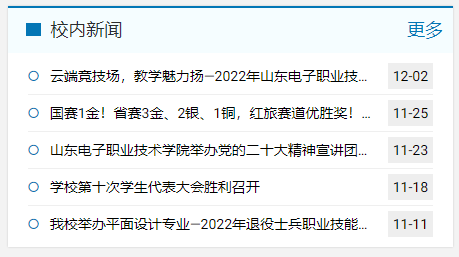 校内新闻 更多
云端竞技场，教学魅力扬—2022年山东电子职业技... 12-02
国赛1金！省赛3金、2银、1铜，红旅赛道优胜奖！... 11-25
山东电子职业技术学院举办党的二十大精神宣讲团... 11-23
学校第十次学生代表大会胜利召开 11-18
我校举办平面设计专业—2022年退役士兵职业技能... 11-11